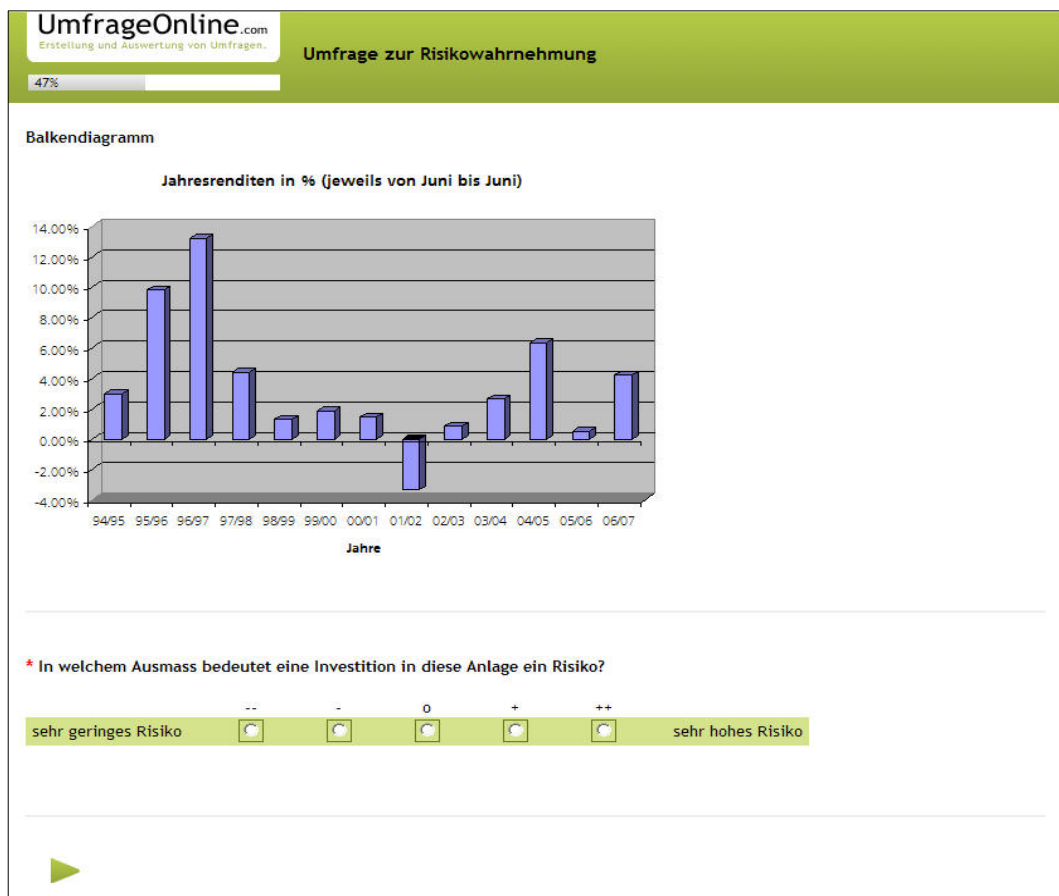 UmfrageOnline.com
Erstellung und Auswertung von Umfragen.
Umfrage zur Risikowahrnehmung
47%
Balkendiagramm
Jahresrenditen in % (jeweils von Juni bis Juni)
14.00%
12.00%
10.00%
8.00%
6.00%
4.00%
2.00%
0.00%
-2.00%
-4.00%
94/95 95/96 96/97 97/98 98/99 99/00 00/01 01/02 02/03 03/04 04/05 05/06 06/07
Jahre
* In welchem Ausmass bedeutet eine Investition in diese Anlage ein Risiko?
-- - o + ++
sehr geringes Risiko sehr hohes Risiko